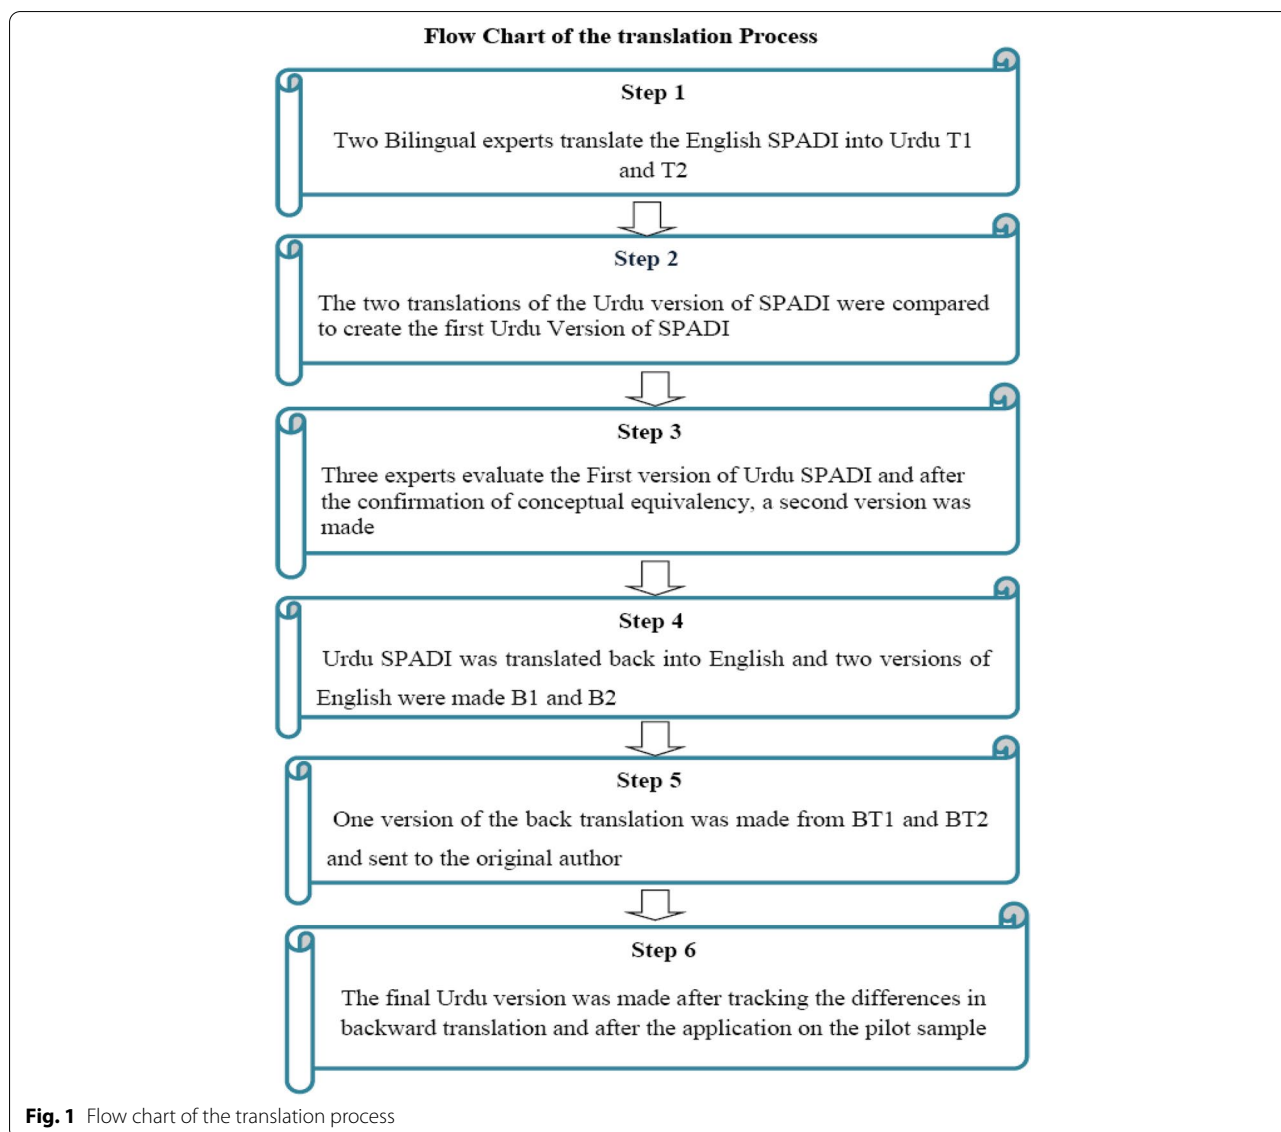 Flow Chart of the translation Process
Step 1
Two Bilingual experts translate the English SPADI into Urdu T1
and T2
Step 2
The two translations of the Urdu version of SPADI were compared
to create the first Urdu Version of SPADI
Step 3
Three experts evaluate the First version of Urdu SPADI and after
the confirmation of conceptual equivalency, a second version was
made
Step 4
Urdu SPADI was translated back into English and two versions of
English were made B1 and B2
Step 5
One version of the back translation was made from BT1 and BT2
and sent to the original author
Step 6
The final Urdu version was made after tracking the differences in
backward translation and after the application on the pilot sample
Fig. 1 Flow chart of the translation process